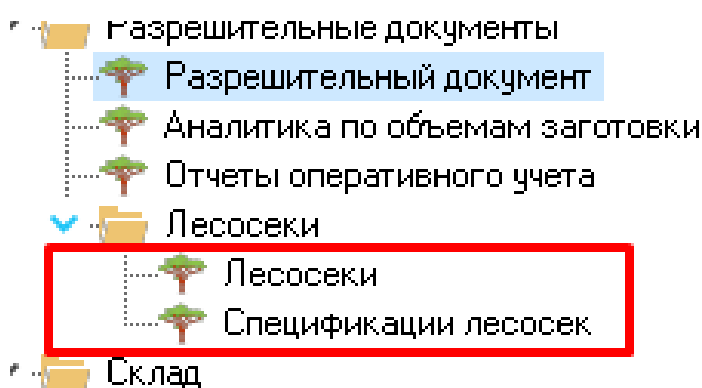 Разрешительные документы
Разрешительный документ
Аналитика по объемам заготовки
Отчеты оперативного учета
Лесосеки
Лесосеки
Спецификации лесосек
Склад